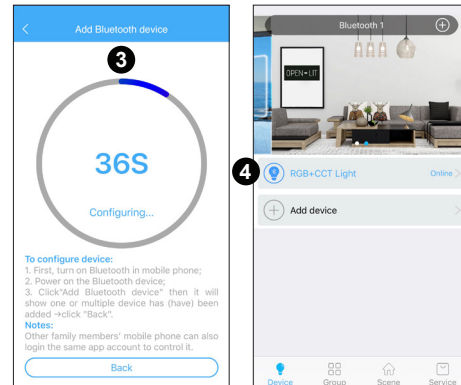 Add Bluetooth device
3
36S
Configuring...
To configure device:
1. First, turn on Bluetooth in mobile phone;
2. Power on the Bluetooth device;
3. Click"Add Bluetooth device" then it will
show one or multiple device has (have) been
added →click "Back".
Notes:
Other family members' mobile phone can also
login the same app account to control it.
Back
Bluetooth 1
OPEN=LIT
4
RGB+CCT Light
Online
Add device
Device
Group
Scene
Service